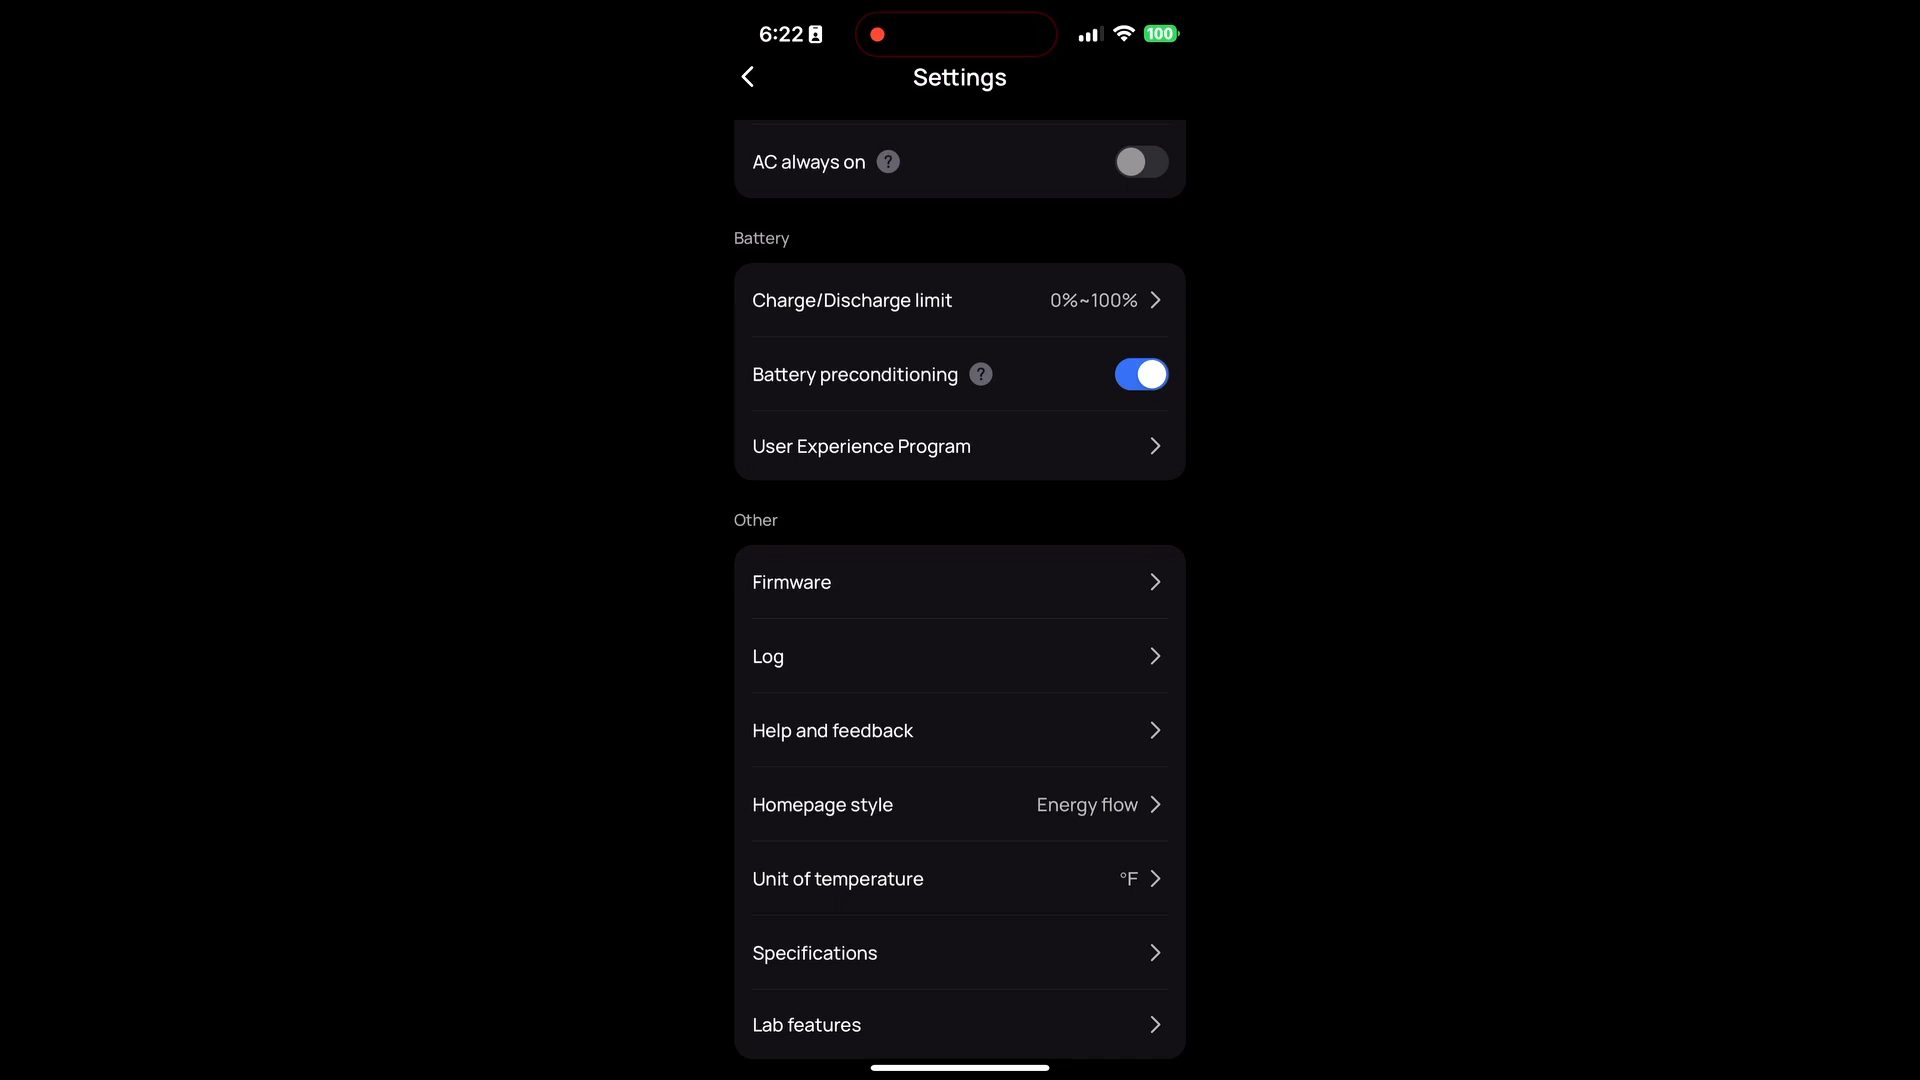 6:22
100
Settings
AC always on ?
Battery
Charge/Discharge limit 0%~100%
Battery preconditioning ?
User Experience Program
Other
Firmware
Log
Help and feedback
Homepage style Energy flow
Unit of temperature °F
Specifications
Lab features